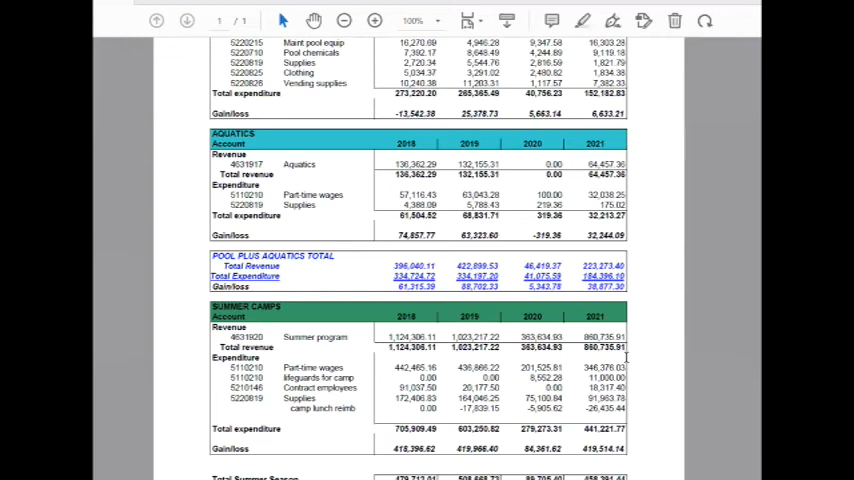 1 / 1 100%
5220215 Maint pool equip 16,270.69 4,946.28 9,347.58 16,303.28
5220710 Pool chemicals 7,392.17 8,648.49 4,244.89 9,119.18
5220819 Supplies 2,720.34 5,544.76 2,816.59 1,821.79
5220825 Clothing 5,034.37 3,291.02 2,480.82 1,834.38
5220826 Vending supplies 10,240.38 11,203.31 1,117.57 7,382.33
Total expenditure 273,220.20 265,365.49 40,756.23 152,182.83
Gain/loss -13,542.38 25,378.73 5,663.14 6,633.21
AQUATICS
Account 2018 2019 2020 2021
Revenue
4631917 Aquatics 136,362.29 132,155.31 0.00 64,457.36
Total revenue 136,362.29 132,155.31 0.00 64,457.36
Expenditure
5110210 Part-time wages 57,116.43 63,043.28 100.00 32,038.25
5220819 Supplies 4,388.09 5,788.43 219.36 175.02
Total expenditure 61,504.52 68,831.71 319.36 32,213.27
Gain/loss 74,857.77 63,323.60 -319.36 32,244.09
POOL PLUS AQUATICS TOTAL
Total Revenue 396,040.11 422,899.53 46,419.37 223,273.40
Total Expenditure 334,724.72 334,197.20 41,075.59 184,396.10
Gain/loss 61,315.39 88,702.33 5,343.78 38,877.30
SUMMER CAMPS
Account 2018 2019 2020 2021
Revenue
4631920 Summer program 1,124,306.11 1,023,217.22 363,634.93 860,735.91
Total revenue 1,124,306.11 1,023,217.22 363,634.93 860,735.91
Expenditure
5110210 Part-time wages 442,465.16 436,866.22 201,525.81 346,376.03
5110210 lifeguards for camp 0.00 0.00 8,552.28 11,000.00
5210146 Contract employees 91,037.50 20,177.50 0.00 18,317.40
5220819 Supplies 172,406.83 164,046.25 75,100.84 91,963.78
camp lunch reimb 0.00 -17,839.15 -5,905.62 -26,435.44
Total expenditure 705,909.49 603,250.82 279,273.31 441,221.77
Gain/loss 418,396.62 419,966.40 84,361.62 419,514.14
Total Summer Season 479,712.01 508,668.73 89,705.40 458,391.44